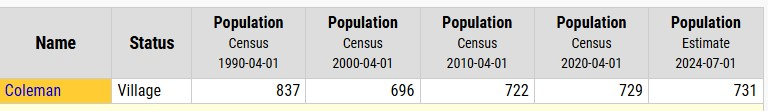 Name Status Population Population Population Population Population
Census Census Census Census Estimate
1990-04-01 2000-04-01 2010-04-01 2020-04-01 2024-07-01
Coleman Village 837 696 722 729 731